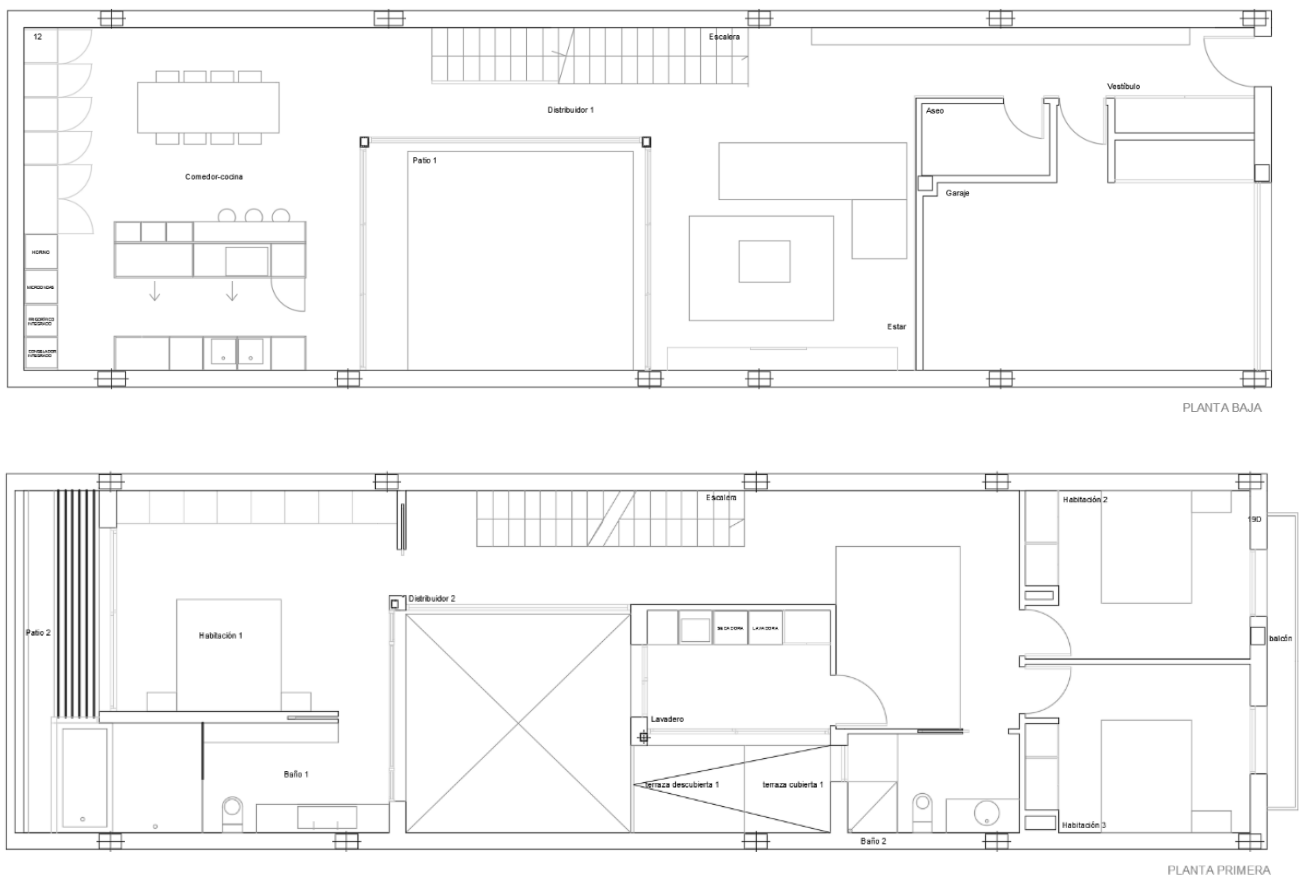 12
Escalera
Vestíbulo
Distribuidor 1
Aseo
Patio 1
Comedor-cocina
Garaje
HORNO
MICROONDAS
FRIGORÍFICO
INTEGRADO
CONGELADOR
INTEGRADO
Estar
PLANTA BAJA
Escalera
Habitación 2
19D
Distribuidor 2
Patio 2
Habitación 1
SECADORA
LAVADORA
balcón
Lavadero
Baño 1
terraza descubierta 1
terraza cubierta 1
Habitación 3
Baño 2
PLANTA PRIMERA